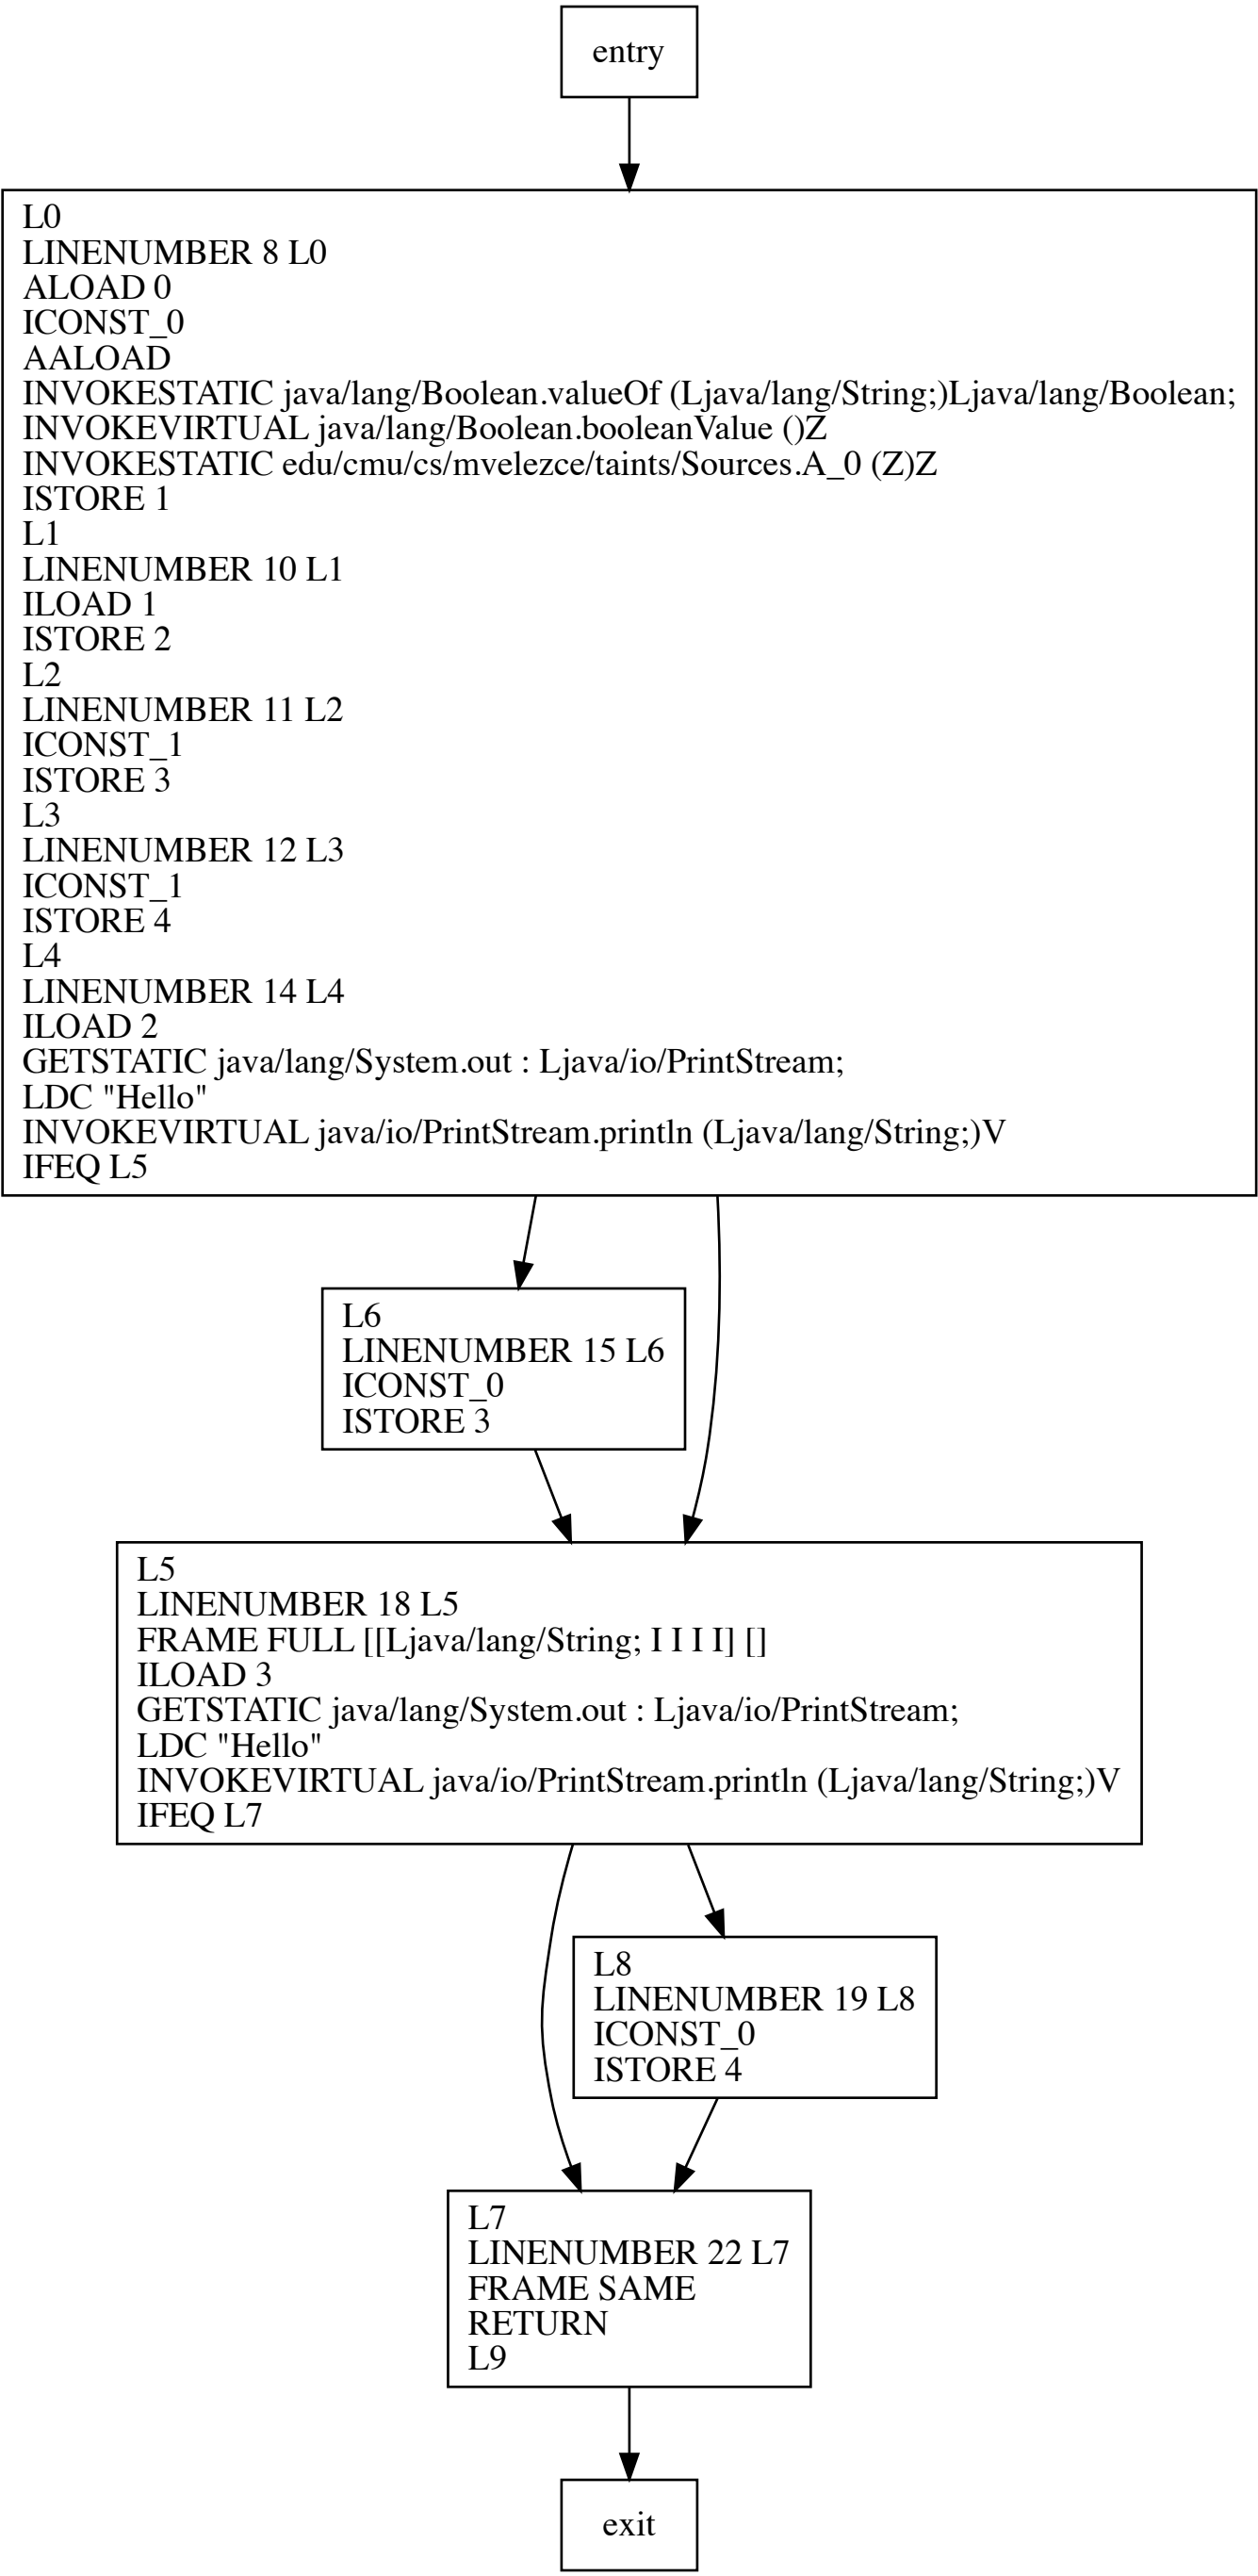 entry
L0
LINENUMBER 8 L0
ALOAD 0
ICONST_0
AALOAD
INVOKESTATIC java/lang/Boolean.valueOf (Ljava/lang/String;)Ljava/lang/Boolean;
INVOKEVIRTUAL java/lang/Boolean.booleanValue ()Z
INVOKESTATIC edu/cmu/cs/mvelezce/taints/Sources.A_0 (Z)Z
ISTORE 1
L1
LINENUMBER 10 L1
ILOAD 1
ISTORE 2
L2
LINENUMBER 11 L2
ICONST_1
ISTORE 3
L3
LINENUMBER 12 L3
ICONST_1
ISTORE 4
L4
LINENUMBER 14 L4
ILOAD 2
GETSTATIC java/lang/System.out : Ljava/io/PrintStream;
LDC "Hello"
INVOKEVIRTUAL java/io/PrintStream.println (Ljava/lang/String;)V
IFEQ L5
L6
LINENUMBER 15 L6
ICONST_0
ISTORE 3
L5
LINENUMBER 18 L5
FRAME FULL [[Ljava/lang/String; I I I I] []
ILOAD 3
GETSTATIC java/lang/System.out : Ljava/io/PrintStream;
LDC "Hello"
INVOKEVIRTUAL java/io/PrintStream.println (Ljava/lang/String;)V
IFEQ L7
L8
LINENUMBER 19 L8
ICONST_0
ISTORE 4
L7
LINENUMBER 22 L7
FRAME SAME
RETURN
L9
exit